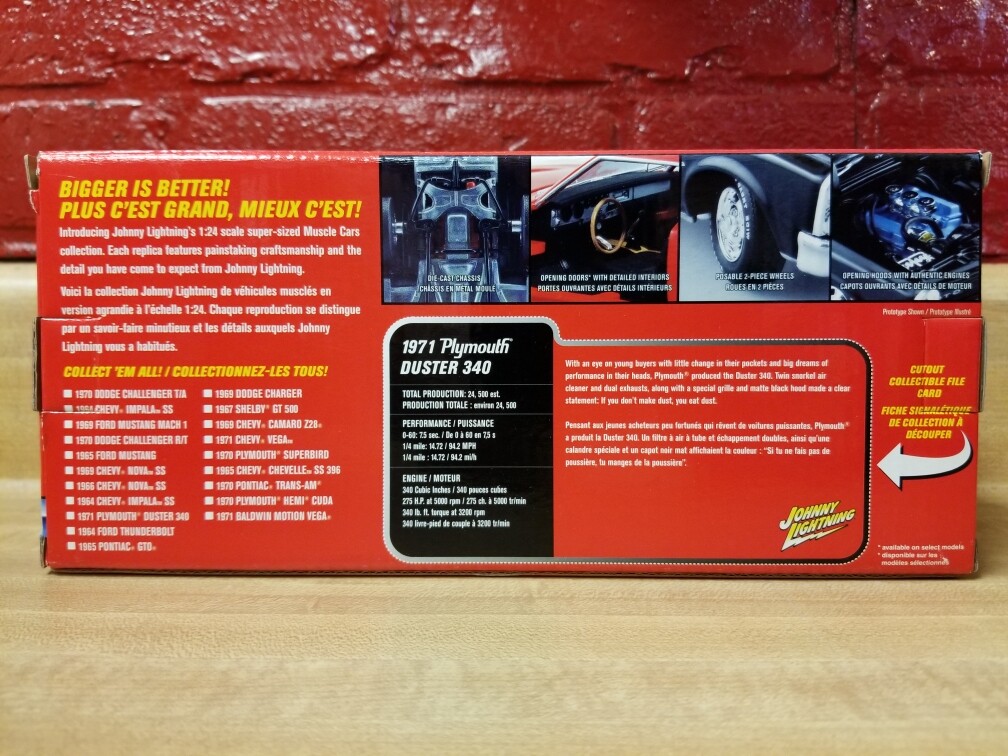 BIGGER IS BETTER!
PLUS C'EST GRAND, MIEUX C'EST!
Introducing Johnny Lightning's 1:24 scale super-sized Muscle Cars
collection. Each replica features painstaking craftsmanship and the
detail you have come to expect from Johnny Lightning.
Voici la collection Johnny Lightning de véhicules musclés en
version agrandie à l'échelle 1:24. Chaque reproduction se distingue
par un savoir-faire minutieux et les détails auxquels Johnny
Lightning vous a habitués.
COLLECT 'EM ALL! / COLLECTIONNEZ-LES TOUS!
1970 DODGE CHALLENGER T/A
1964 CHEVY® IMPALA™ SS
1969 FORD MUSTANG MACH 1
1970 DODGE CHALLENGER R/T
1965 FORD MUSTANG
1969 CHEVY® NOVA™ SS
1966 CHEVY® NOVA™ SS
1964 CHEVY® IMPALA™ SS
1971 PLYMOUTH® DUSTER 340
1964 FORD THUNDERBOLT
1965 PONTIAC® GTO®
1969 DODGE CHARGER
1967 SHELBY® GT 500
1969 CHEVY® CAMARO Z28®
1971 CHEVY® VEGA™
1970 PLYMOUTH® SUPERBIRD
1965 CHEVY® CHEVELLE™ SS 396
1970 PONTIAC® TRANS-AM®
1970 PLYMOUTH® HEMI® CUDA
1971 BALDWIN MOTION VEGA®
DIE-CAST CHASSIS
CHÂSSIS EN MÉTAL MOULÉ
OPENING DOORS* WITH DETAILED INTERIORS
PORTES OUVRANTES AVEC DÉTAILS INTÉRIEURS
POSABLE 2-PIECE WHEELS
ROUES EN 2 PIÈCES
OPENING HOODS WITH AUTHENTIC ENGINES
CAPOTS OUVRANTS AVEC DÉTAILS DE MOTEUR
Prototype Shown / Prototype Illustré
1971 Plymouth®
DUSTER 340
TOTAL PRODUCTION: 24, 500 est.
PRODUCTION TOTALE : environ 24, 500
PERFORMANCE / PUISSANCE
0-60: 7.5 sec. / De 0 à 60 en 7,5 s
1/4 mile: 14.72 / 94.2 MPH
1/4 mile : 14.72 / 94.2 mi/h
ENGINE / MOTEUR
340 Cubic Inches / 340 pouces cubes
275 H.P. at 5000 rpm / 275 ch. à 5000 tr/min
340 lb. ft. torque at 3200 rpm
340 livre-pied de couple à 3200 tr/min
With an eye on young buyers with little change in their pockets and big dreams of
performance in their heads, Plymouth® produced the Duster 340. Twin snorkel air
cleaner and dual exhausts, along with a special grille and matte black hood made a clear
statement: If you don't make dust, you eat dust.
Pensant aux jeunes acheteurs peu fortunés qui rêvent de voitures puissantes, Plymouth®
a produit la Duster 340. Un filtre à air à tube et échappement doubles, ainsi qu'une
calandre spéciale et un capot noir mat affichaient la couleur : "Si tu ne fais pas de
poussière, tu manges de la poussière".
JOHNNY
LIGHTNING
CUTOUT
COLLECTIBLE FILE
CARD
FICHE SIGNALÉTIQUE
DE COLLECTION À
DÉCOUPER
* available on select models
* disponible sur les
modèles sélectionnés